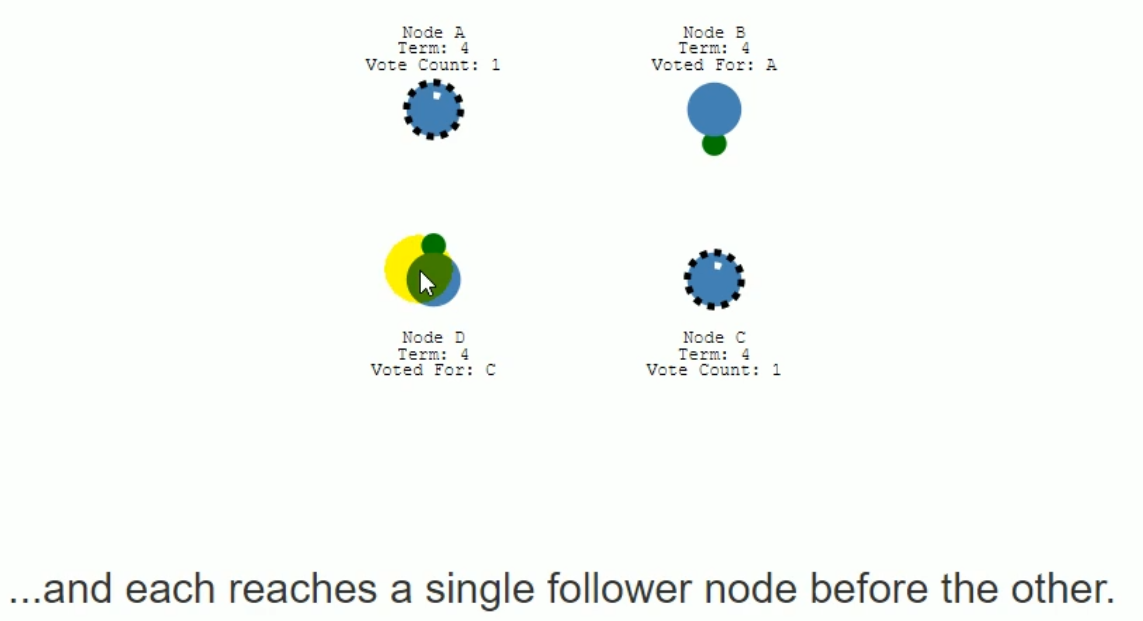 Node A
Term: 4
Vote Count: 1
Node B
Term: 4
Voted For: A
Node D
Term: 4
Voted For: C
Node C
Term: 4
Vote Count: 1
...and each reaches a single follower node before the other.